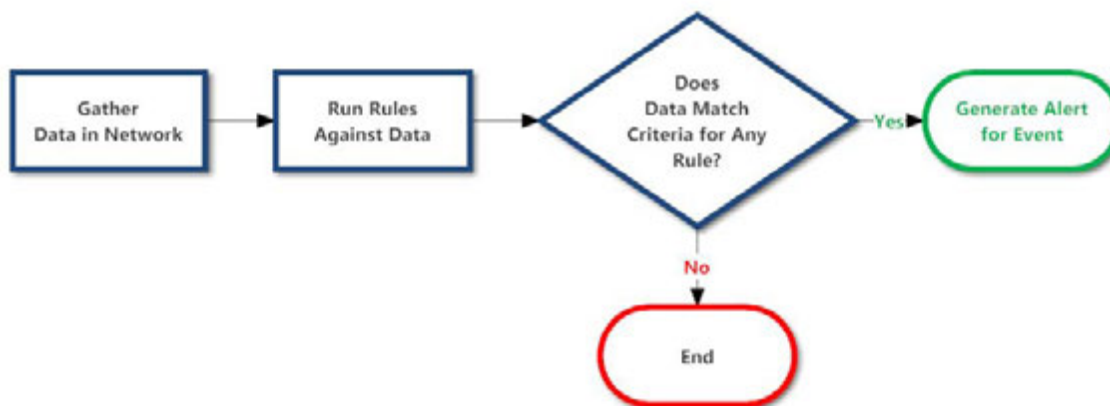 Gather
Data in Network
Run Rules
Against Data
Does
Data Match
Criteria for Any
Rule?
Yes
Generate Alert
for Event
No
End